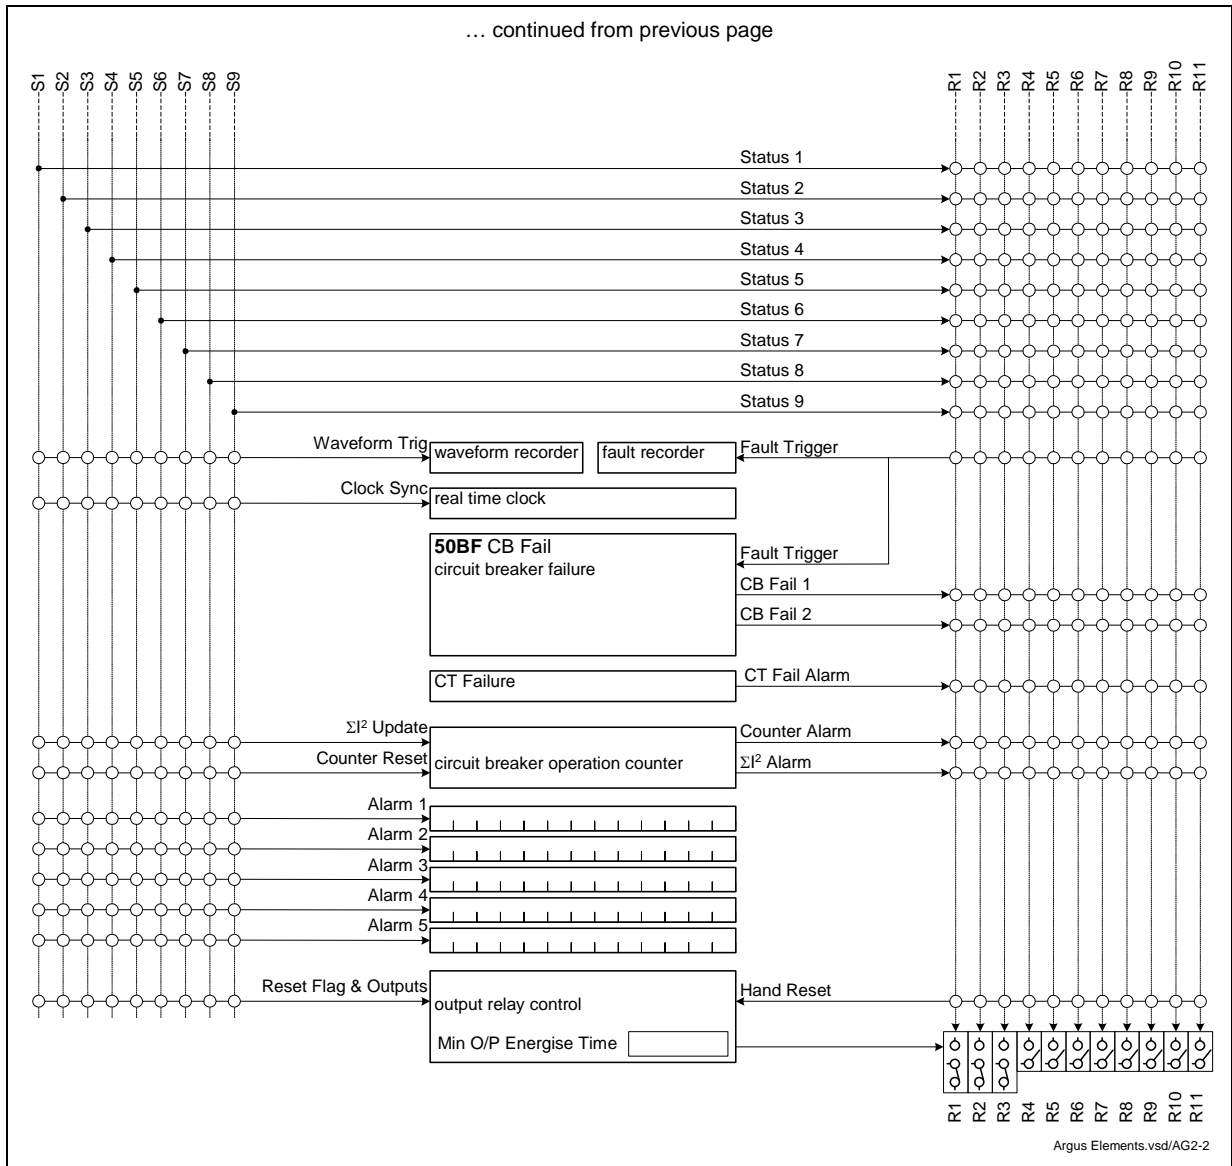 … continued from previous page
S1 S2 S3 S4 S5 S6 S7 S8 S9
R1 R2 R3 R4 R5 R6 R7 R8 R9 R10 R11
Status 1
Status 2
Status 3
Status 4
Status 5
Status 6
Status 7
Status 8
Status 9
Waveform Trig
waveform recorder
fault recorder
Fault Trigger
Clock Sync
real time clock
50BF CB Fail
circuit breaker failure
Fault Trigger
CB Fail 1
CB Fail 2
CT Failure
CT Fail Alarm
ΣI² Update
Counter Reset
circuit breaker operation counter
Counter Alarm
ΣI² Alarm
Alarm 1
Alarm 2
Alarm 3
Alarm 4
Alarm 5
Reset Flag & Outputs
output relay control
Hand Reset
Min O/P Energise Time
R1 R2 R3 R4 R5 R6 R7 R8 R9 R10 R11
Argus Elements.vsd/AG2-2